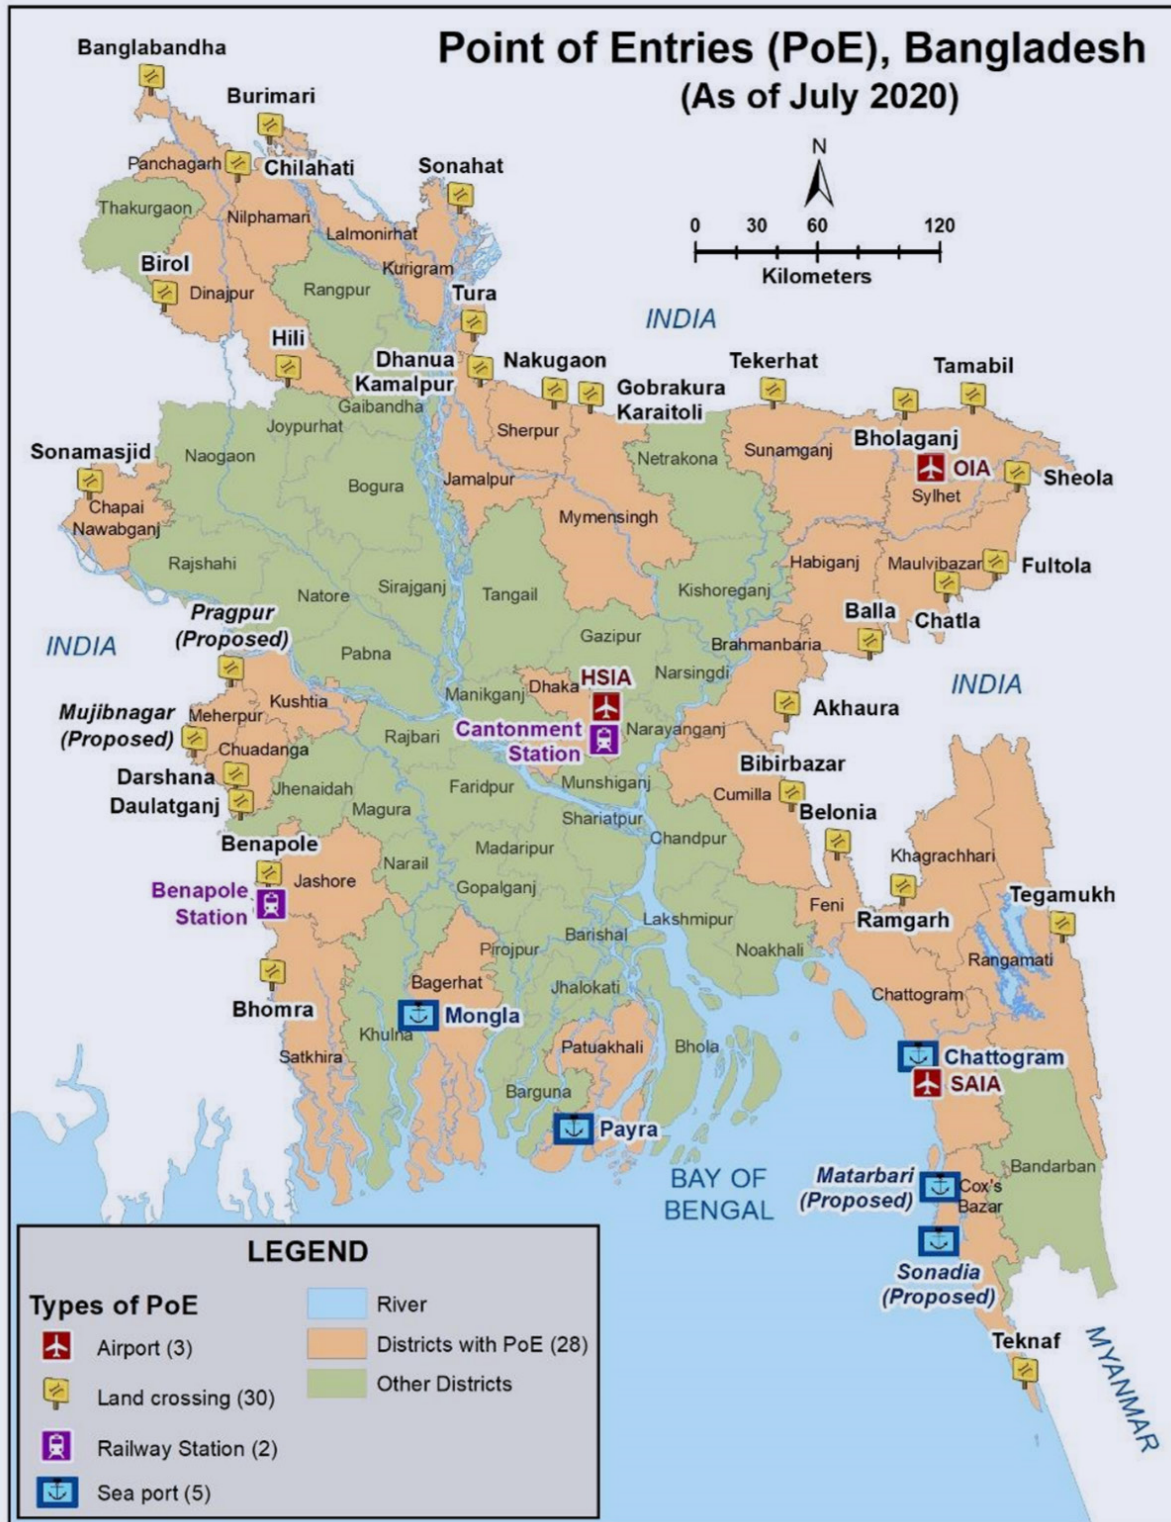 Point of Entries (PoE), Bangladesh
(As of July 2020)
N
0 30 60 120
Kilometers
Banglabandha
Burimari
Chilahati
Sonahat
Panchagarh
Thakurgaon
Nilphamari
Lalmonirhat
Kurigram
Birol
Dinajpur
Rangpur
Tura
INDIA
Hili
Dhanua
Kamalpur
Nakugaon
Gobrakura
Karaitoli
Tekerhat
Tamabil
Gaibandha
Joypurhat
Sherpur
Bholaganj
OIA
Sonamasjid
Naogaon
Netrakona
Sunamganj
Sheola
Bogura
Jamalpur
Sylhet
Chapai
Nawabganj
Mymensingh
Rajshahi
Habiganj
Maulvibazar
Fultola
Natore
Sirajganj
Tangail
Kishoreganj
Pragpur
(Proposed)
Balla
Chatla
INDIA
Pabna
Gazipur
Brahmanbaria
Narsingdi
INDIA
Manikganj
Dhaka
HSIA
Kushtia
Meherpur
Mujibnagar
(Proposed)
Akhaura
Cantonment
Station
Narayanganj
Rajbari
Chuadanga
Darshana
Daulatganj
Jhenaidah
Faridpur
Munshiganj
Bibirbazar
Cumilla
Magura
Shariatpur
Belonia
Benapole
Chandpur
Madaripur
Narail
Khagrachhari
Jashore
Benapole
Station
Gopalganj
Feni
Ramgarh
Tegamukh
Lakshmipur
Barishal
Pirojpur
Noakhali
Rangamati
Bhomra
Bagerhat
Jhalokati
Chattogram
Mongla
Khulna
Satkhira
Patuakhali
Bhola
Chattogram
SAIA
Barguna
Payra
BAY OF
BENGAL
Matarbari
(Proposed)
Bandarban
Cox's
Bazar
Sonadia
(Proposed)
Teknaf
MYANMAR
LEGEND
Types of PoE
Airport (3)
Land crossing (30)
Railway Station (2)
Sea port (5)
River
Districts with PoE (28)
Other Districts